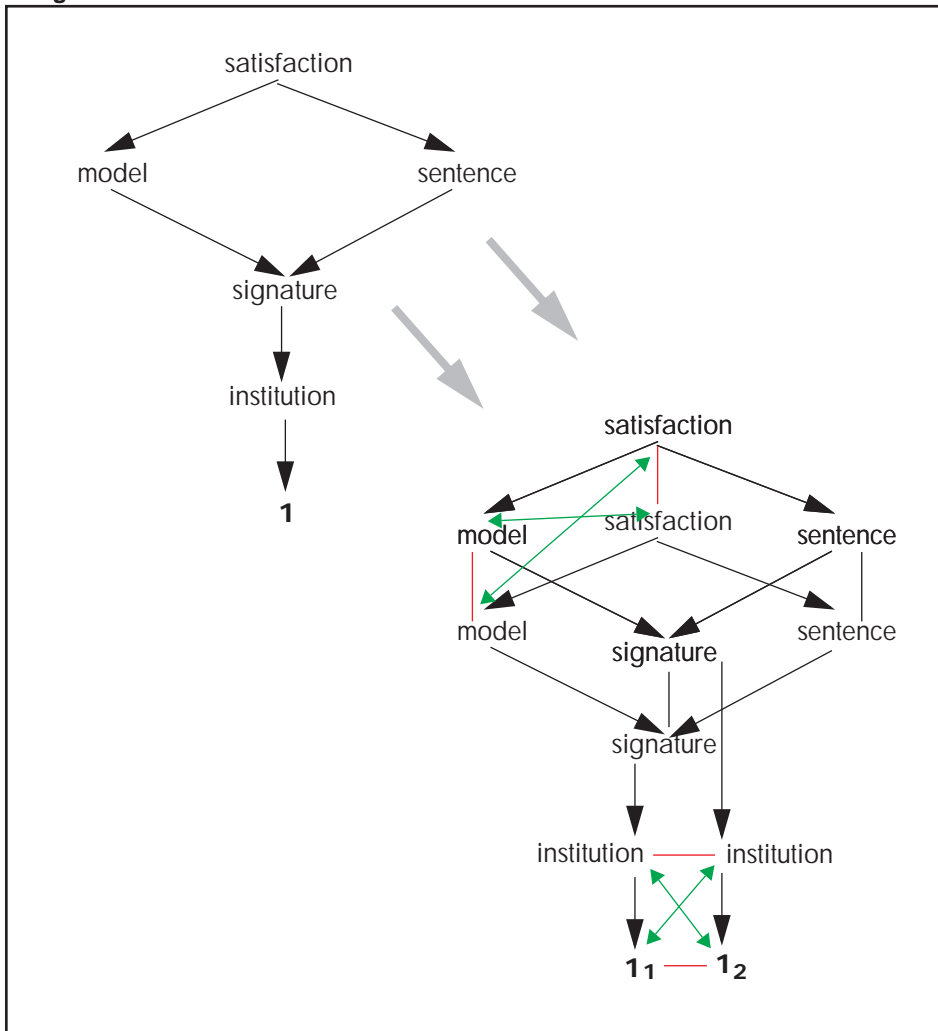 satisfaction
model sentence
signature
institution
1
satisfaction
satisfaction
model sentence
model sentence
signature
signature
institution institution
1₁ 1₂